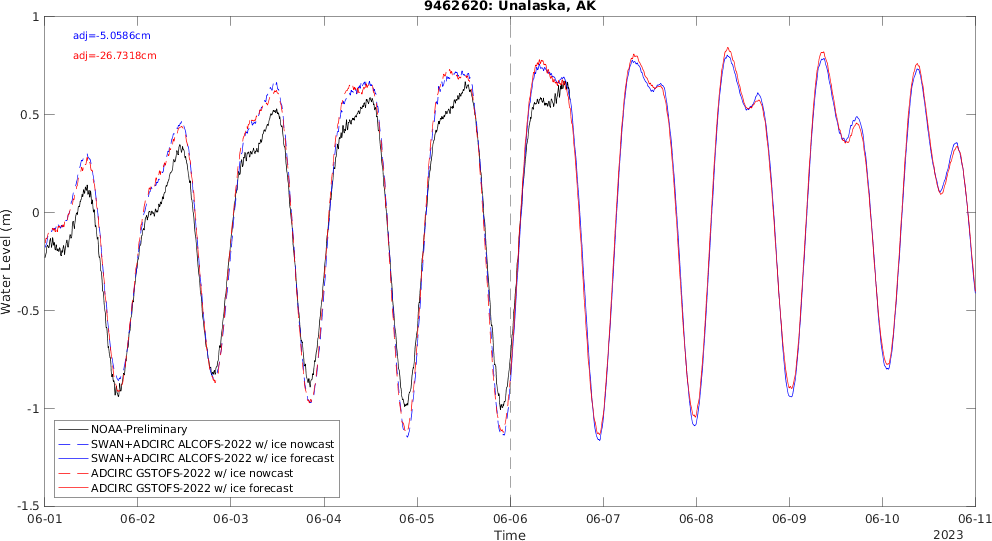 9462620: Unalaska, AK
adj=-5.0586cm
adj=-26.7318cm
Water Level (m)
1
0.5
0
-0.5
-1
-1.5
NOAA-Preliminary
SWAN+ADCIRC ALCOFS-2022 w/ ice nowcast
SWAN+ADCIRC ALCOFS-2022 w/ ice forecast
ADCIRC GSTOFS-2022 w/ ice nowcast
ADCIRC GSTOFS-2022 w/ ice forecast
06-01 06-02 06-03 06-04 06-05 06-06 06-07 06-08 06-09 06-10 06-11
Time
2023